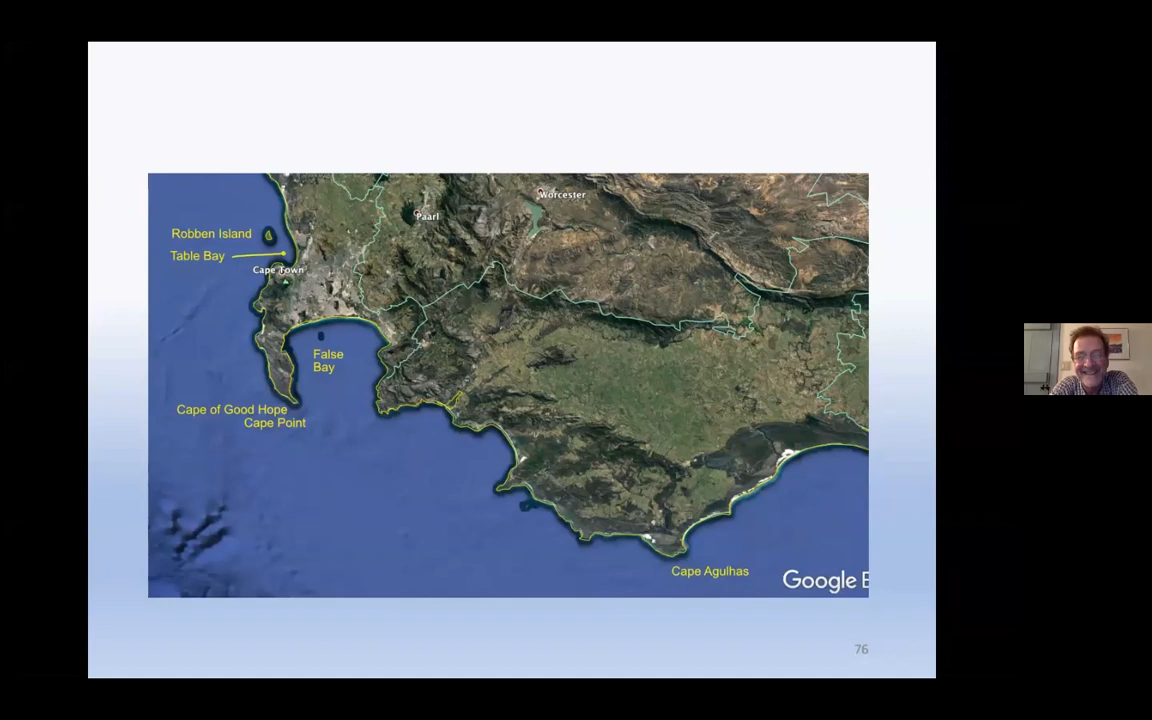 Worcester
Paarl
Robben Island
Table Bay
Cape Town
False
Bay
Cape of Good Hope
Cape Point
Cape Agulhas
Google E
76